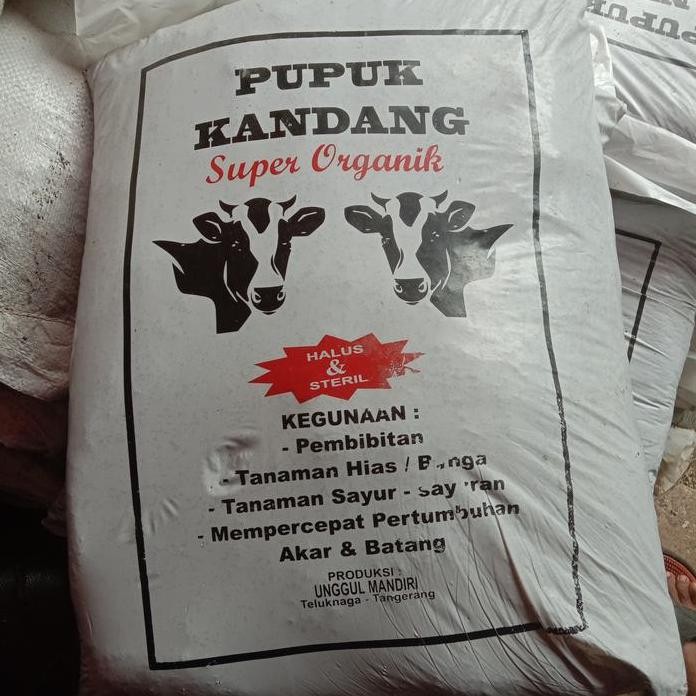 PUPUK
KANDANG
Super Organik
HALUS
&
STERIL
KEGUNAAN :
- Pembibitan
- Tanaman Hias /
- Tanaman Sayur -
- Mempercepat Pertumbuhan
Akar & Batang
PRODUKSI :
UNGGUL MANDIRI
Teluknaga - Tangerang
PUPUK